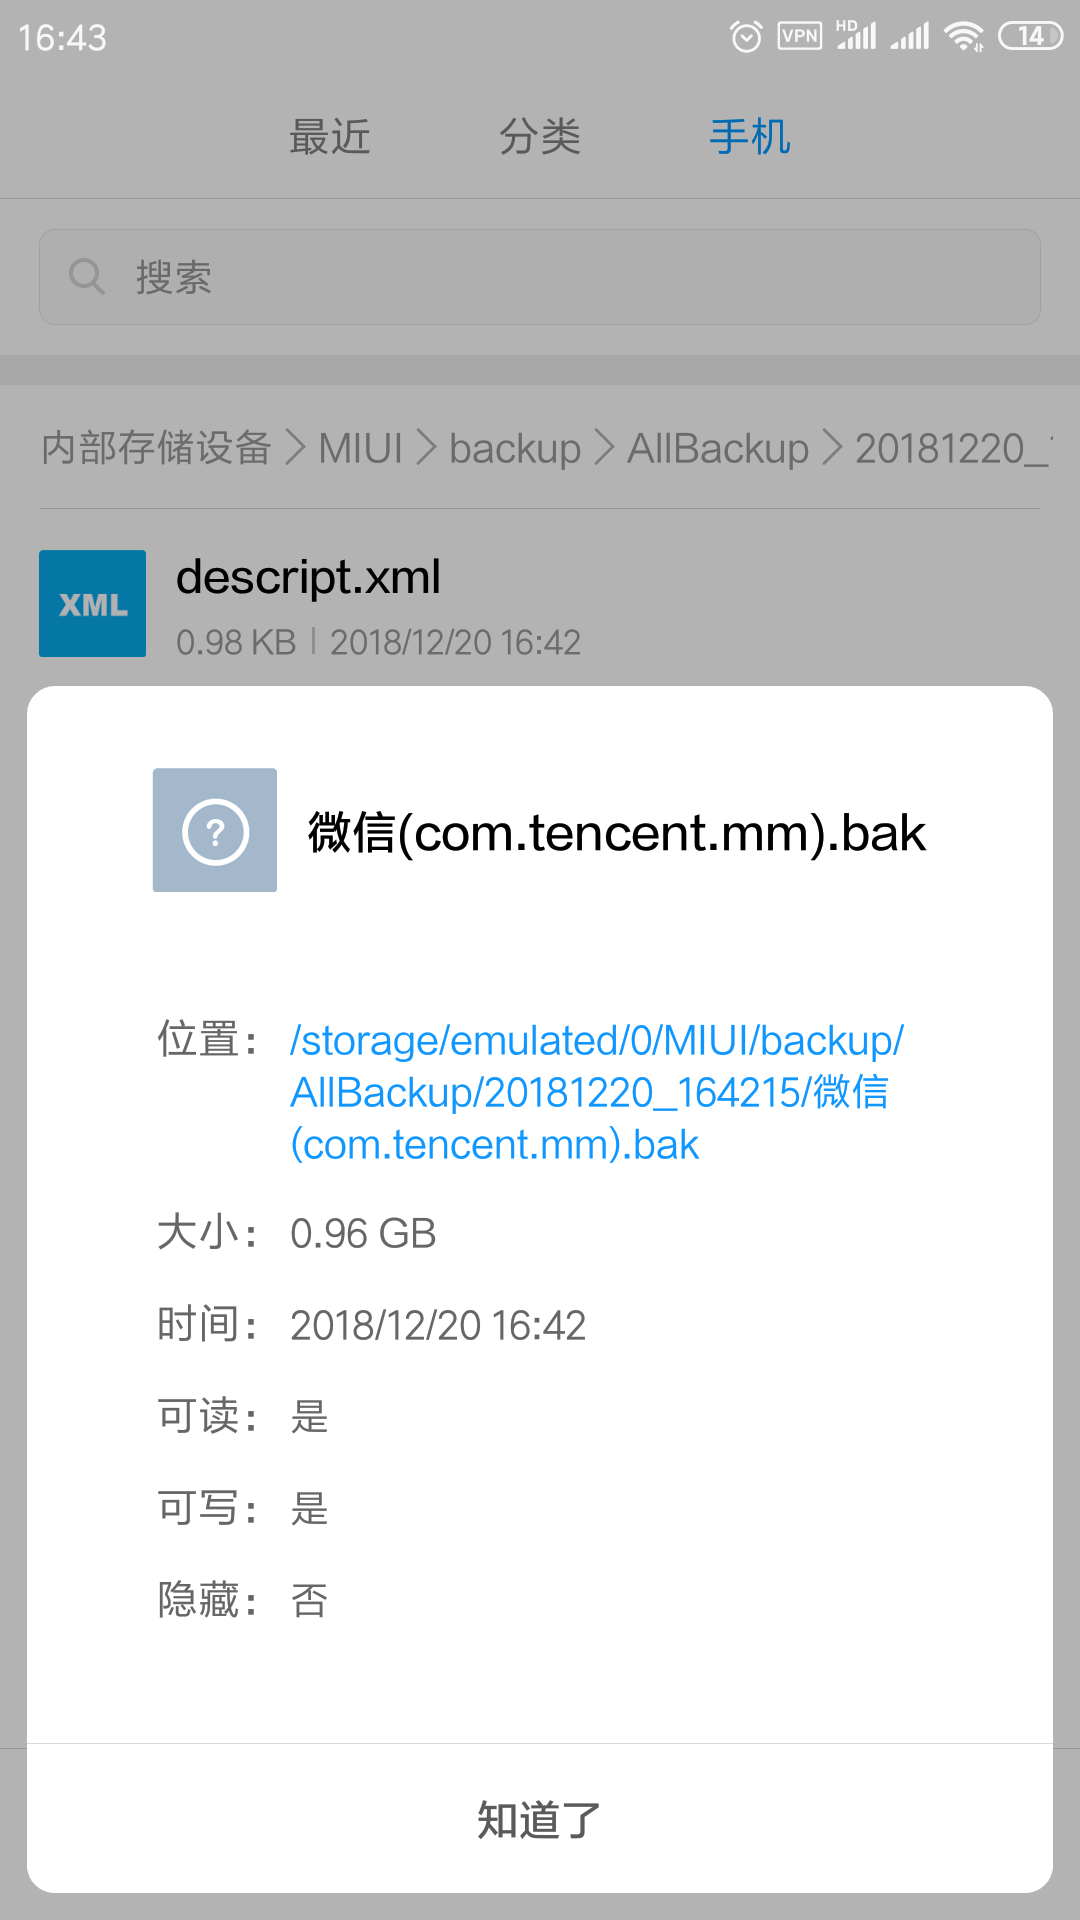 16:43
VPN
HD
14
最近
分类
手机
搜索
内部存储设备 > MIUI > backup > AllBackup > 20181220_
XML
descript.xml
0.98 KB | 2018/12/20 16:42
?
微信(com.tencent.mm).bak
位置： /storage/emulated/0/MIUI/backup/
AllBackup/20181220_164215/微信
(com.tencent.mm).bak
大小： 0.96 GB
时间： 2018/12/20 16:42
可读： 是
可写： 是
隐藏： 否
知道了